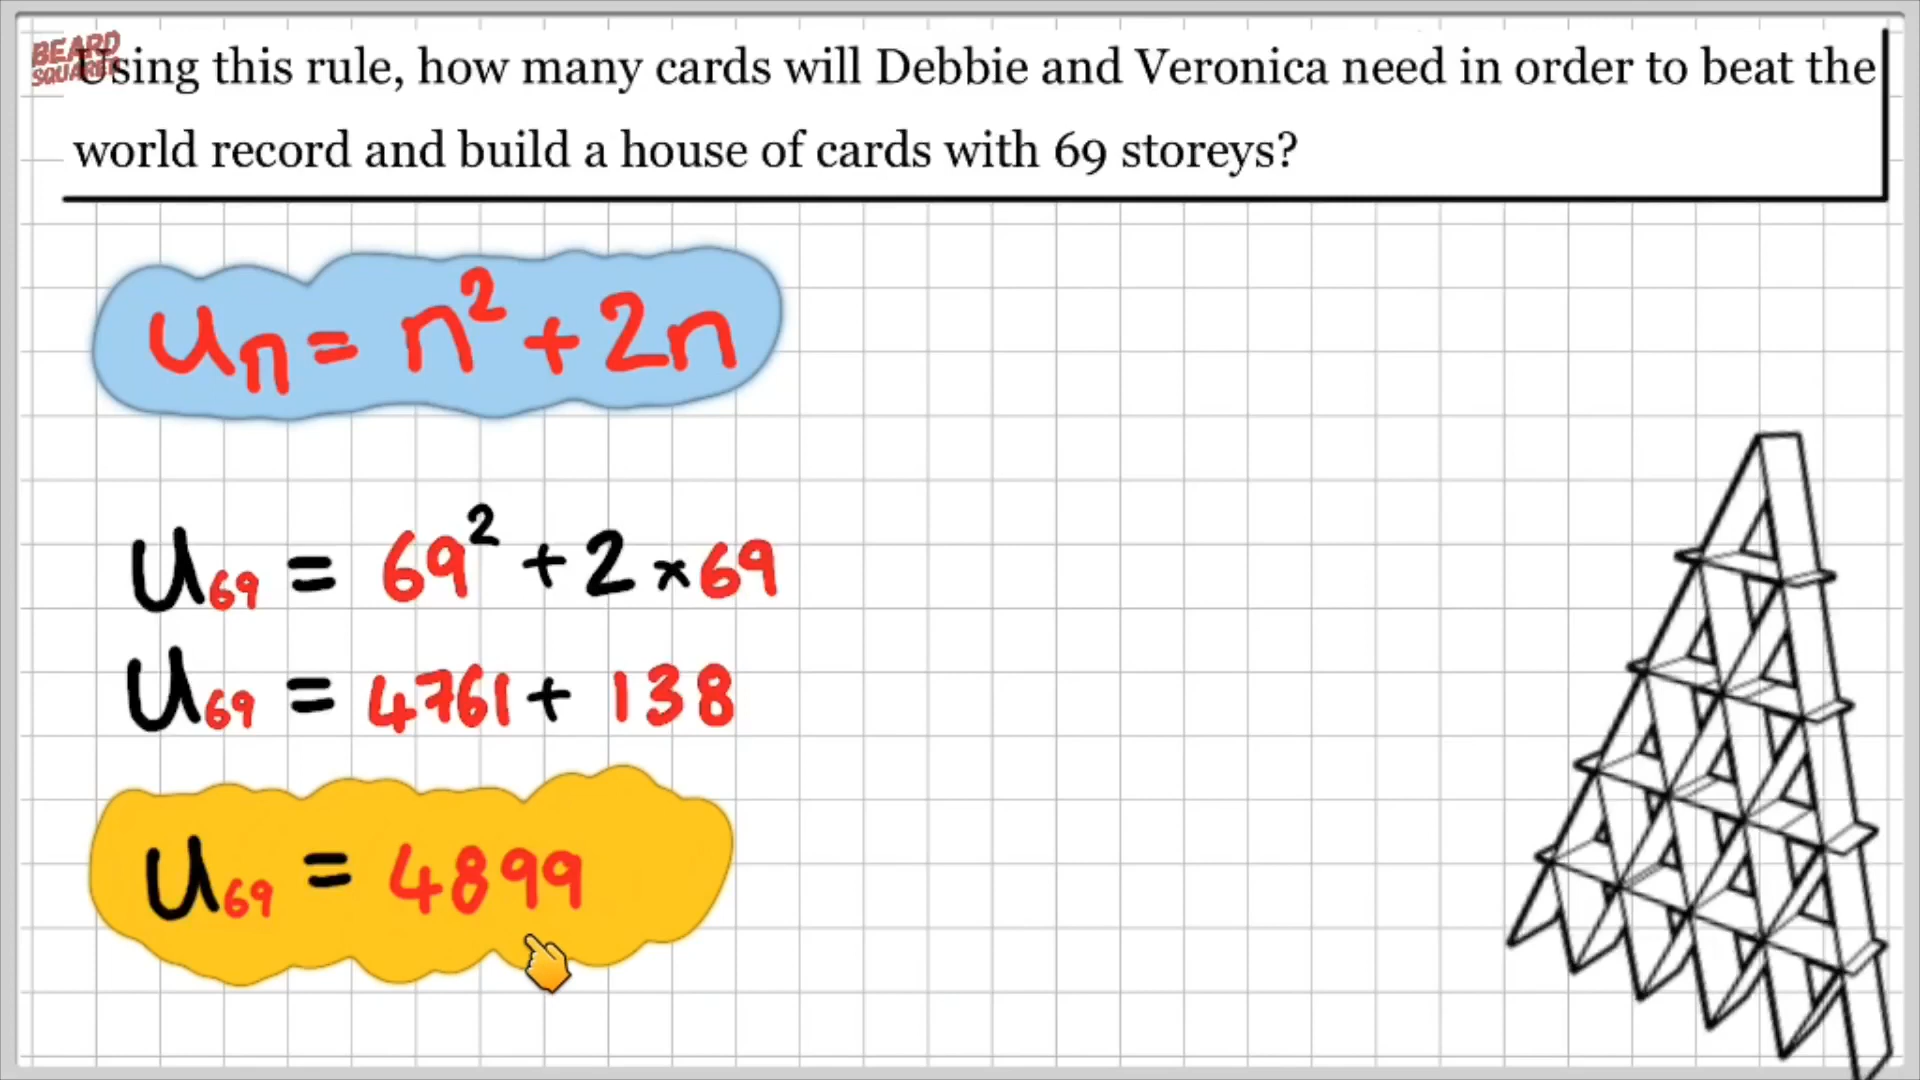 BEARD
SQUARED
Using this rule, how many cards will Debbie and Veronica need in order to beat the
world record and build a house of cards with 69 storeys?
uₙ = n² + 2n
U₆₉ = 69² + 2 × 69
U₆₉ = 4761 + 138
U₆₉ = 4899